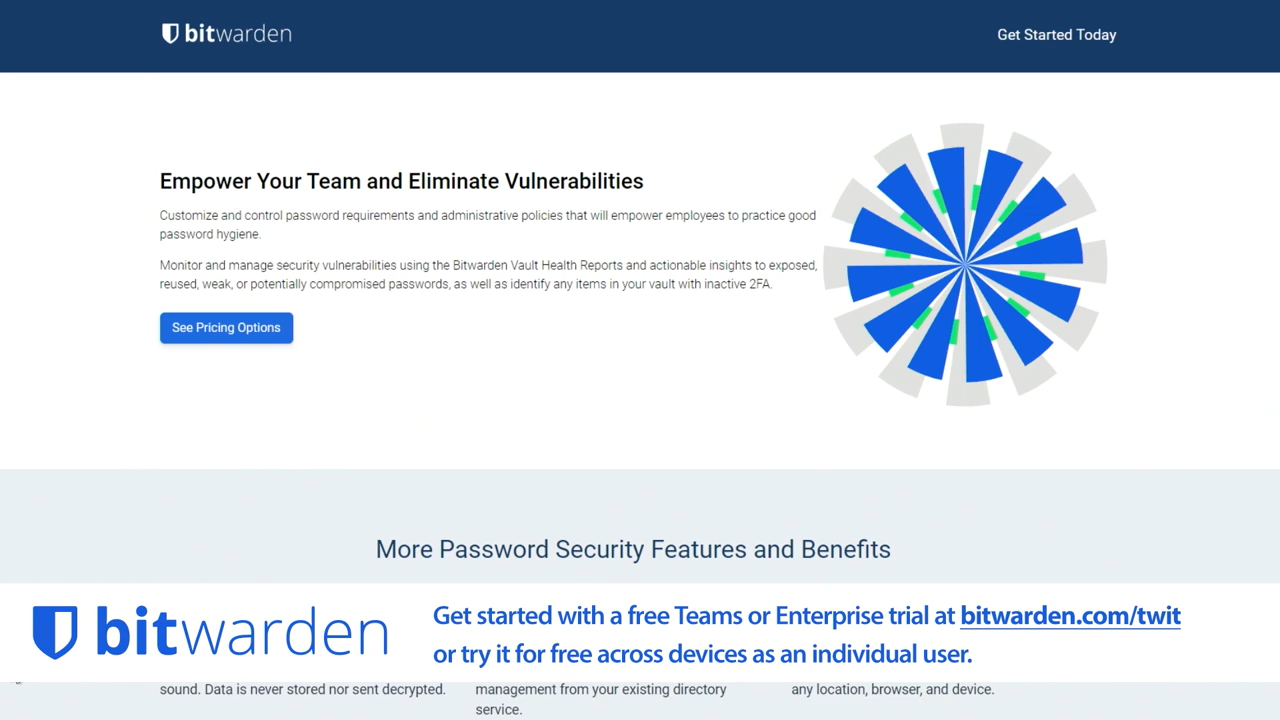 bitwarden
Get Started Today
Empower Your Team and Eliminate Vulnerabilities
Customize and control password requirements and administrative policies that will empower employees to practice good
password hygiene.
Monitor and manage security vulnerabilities using the Bitwarden Vault Health Reports and actionable insights to exposed,
reused, weak, or potentially compromised passwords, as well as identify any items in your vault with inactive 2FA.
See Pricing Options
More Password Security Features and Benefits
bitwarden
Get started with a free Teams or Enterprise trial at bitwarden.com/twit
or try it for free across devices as an individual user.
sound. Data is never stored nor sent decrypted.
management from your existing directory
service.
any location, browser, and device.